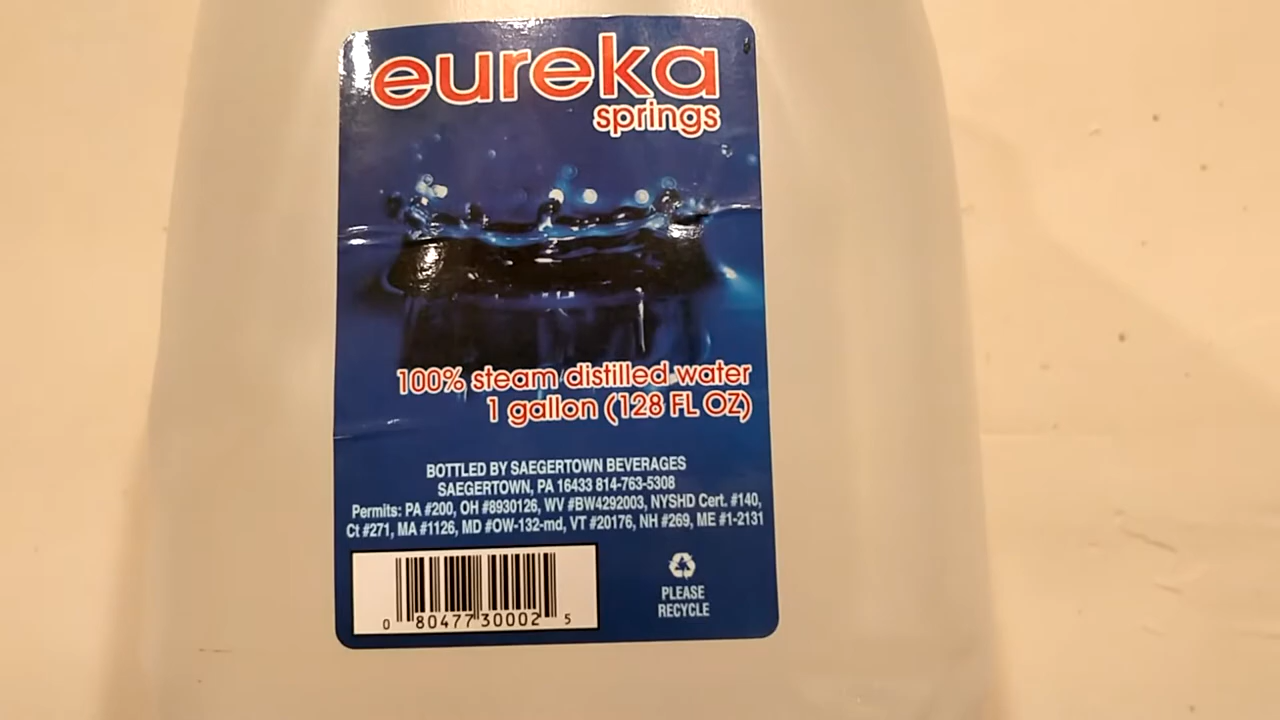 eureka
springs
100% steam distilled water
1 gallon (128 FL OZ)
BOTTLED BY SAEGERTOWN BEVERAGES
SAEGERTOWN, PA 16433 814-763-5308
Permits: PA #200, OH #8930126, WV #BW4292003, NYSHD Cert. #140,
Ct #271, MA #1126, MD #OW-132-md, VT #20176, NH #269, ME #1-2131
0 80477 30002 5
PLEASE
RECYCLE